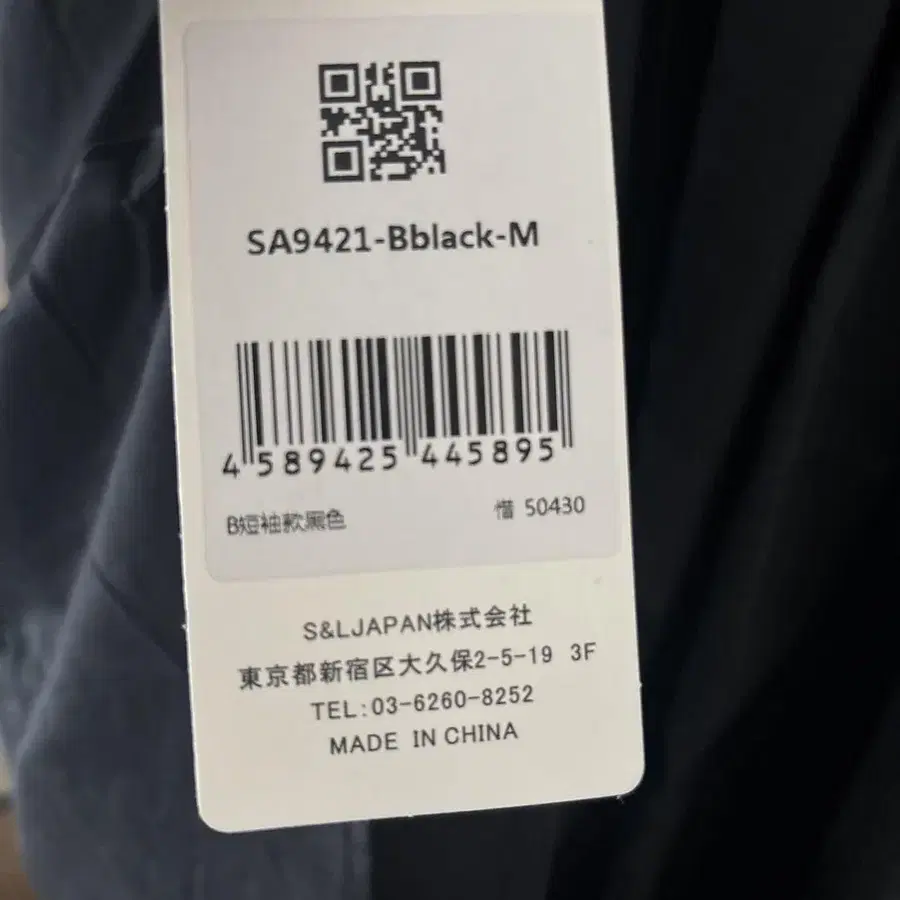 SA9421-Bblack-M
4 589425 445895
B短袖款黑色 惜 50430
S&LJAPAN株式会社
東京都新宿区大久保2-5-19 3F
TEL:03-6260-8252
MADE IN CHINA